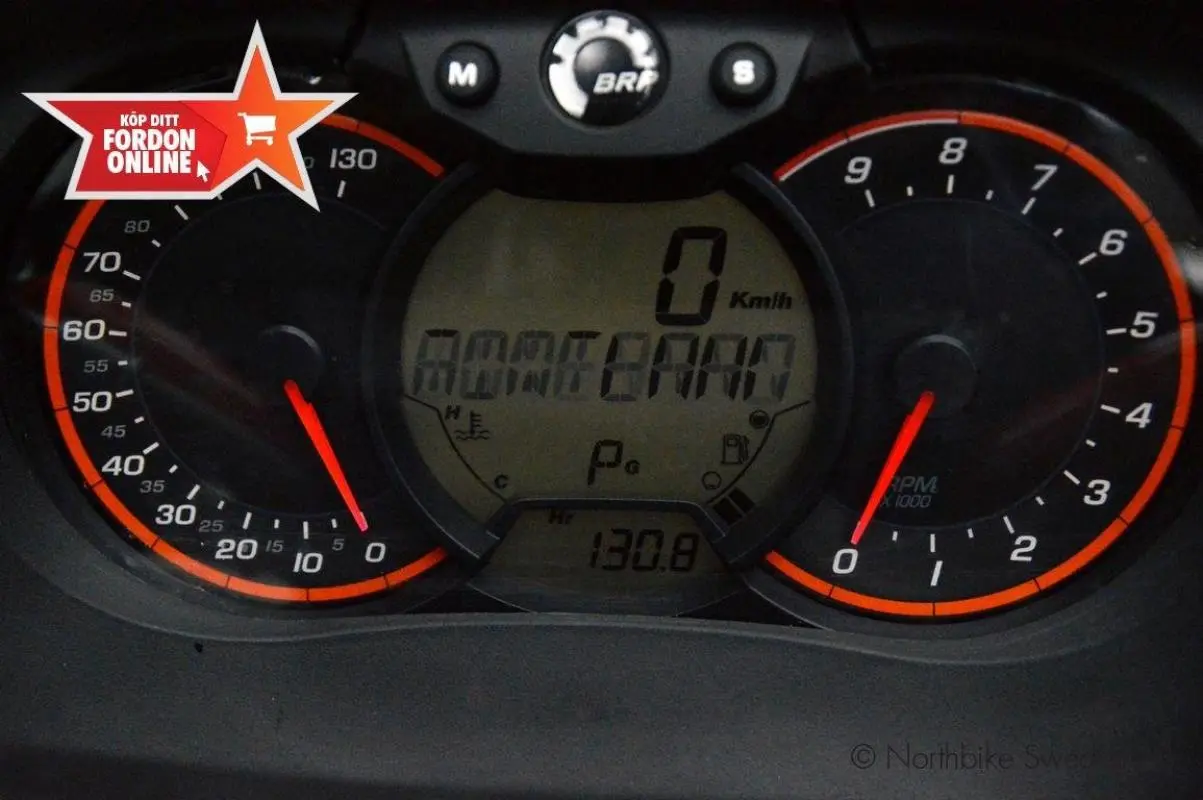 KÖP DITT
FORDON
ONLINE
M
BRP
S
130
80
70
65
60
55
50
45
40
35
30
25
20
15
10
5
0
0
Km/h
H
C
P G
Hr
130.8
9
8
7
6
5
4
3
2
1
0
RPM
X 1000
© Northbike Swed